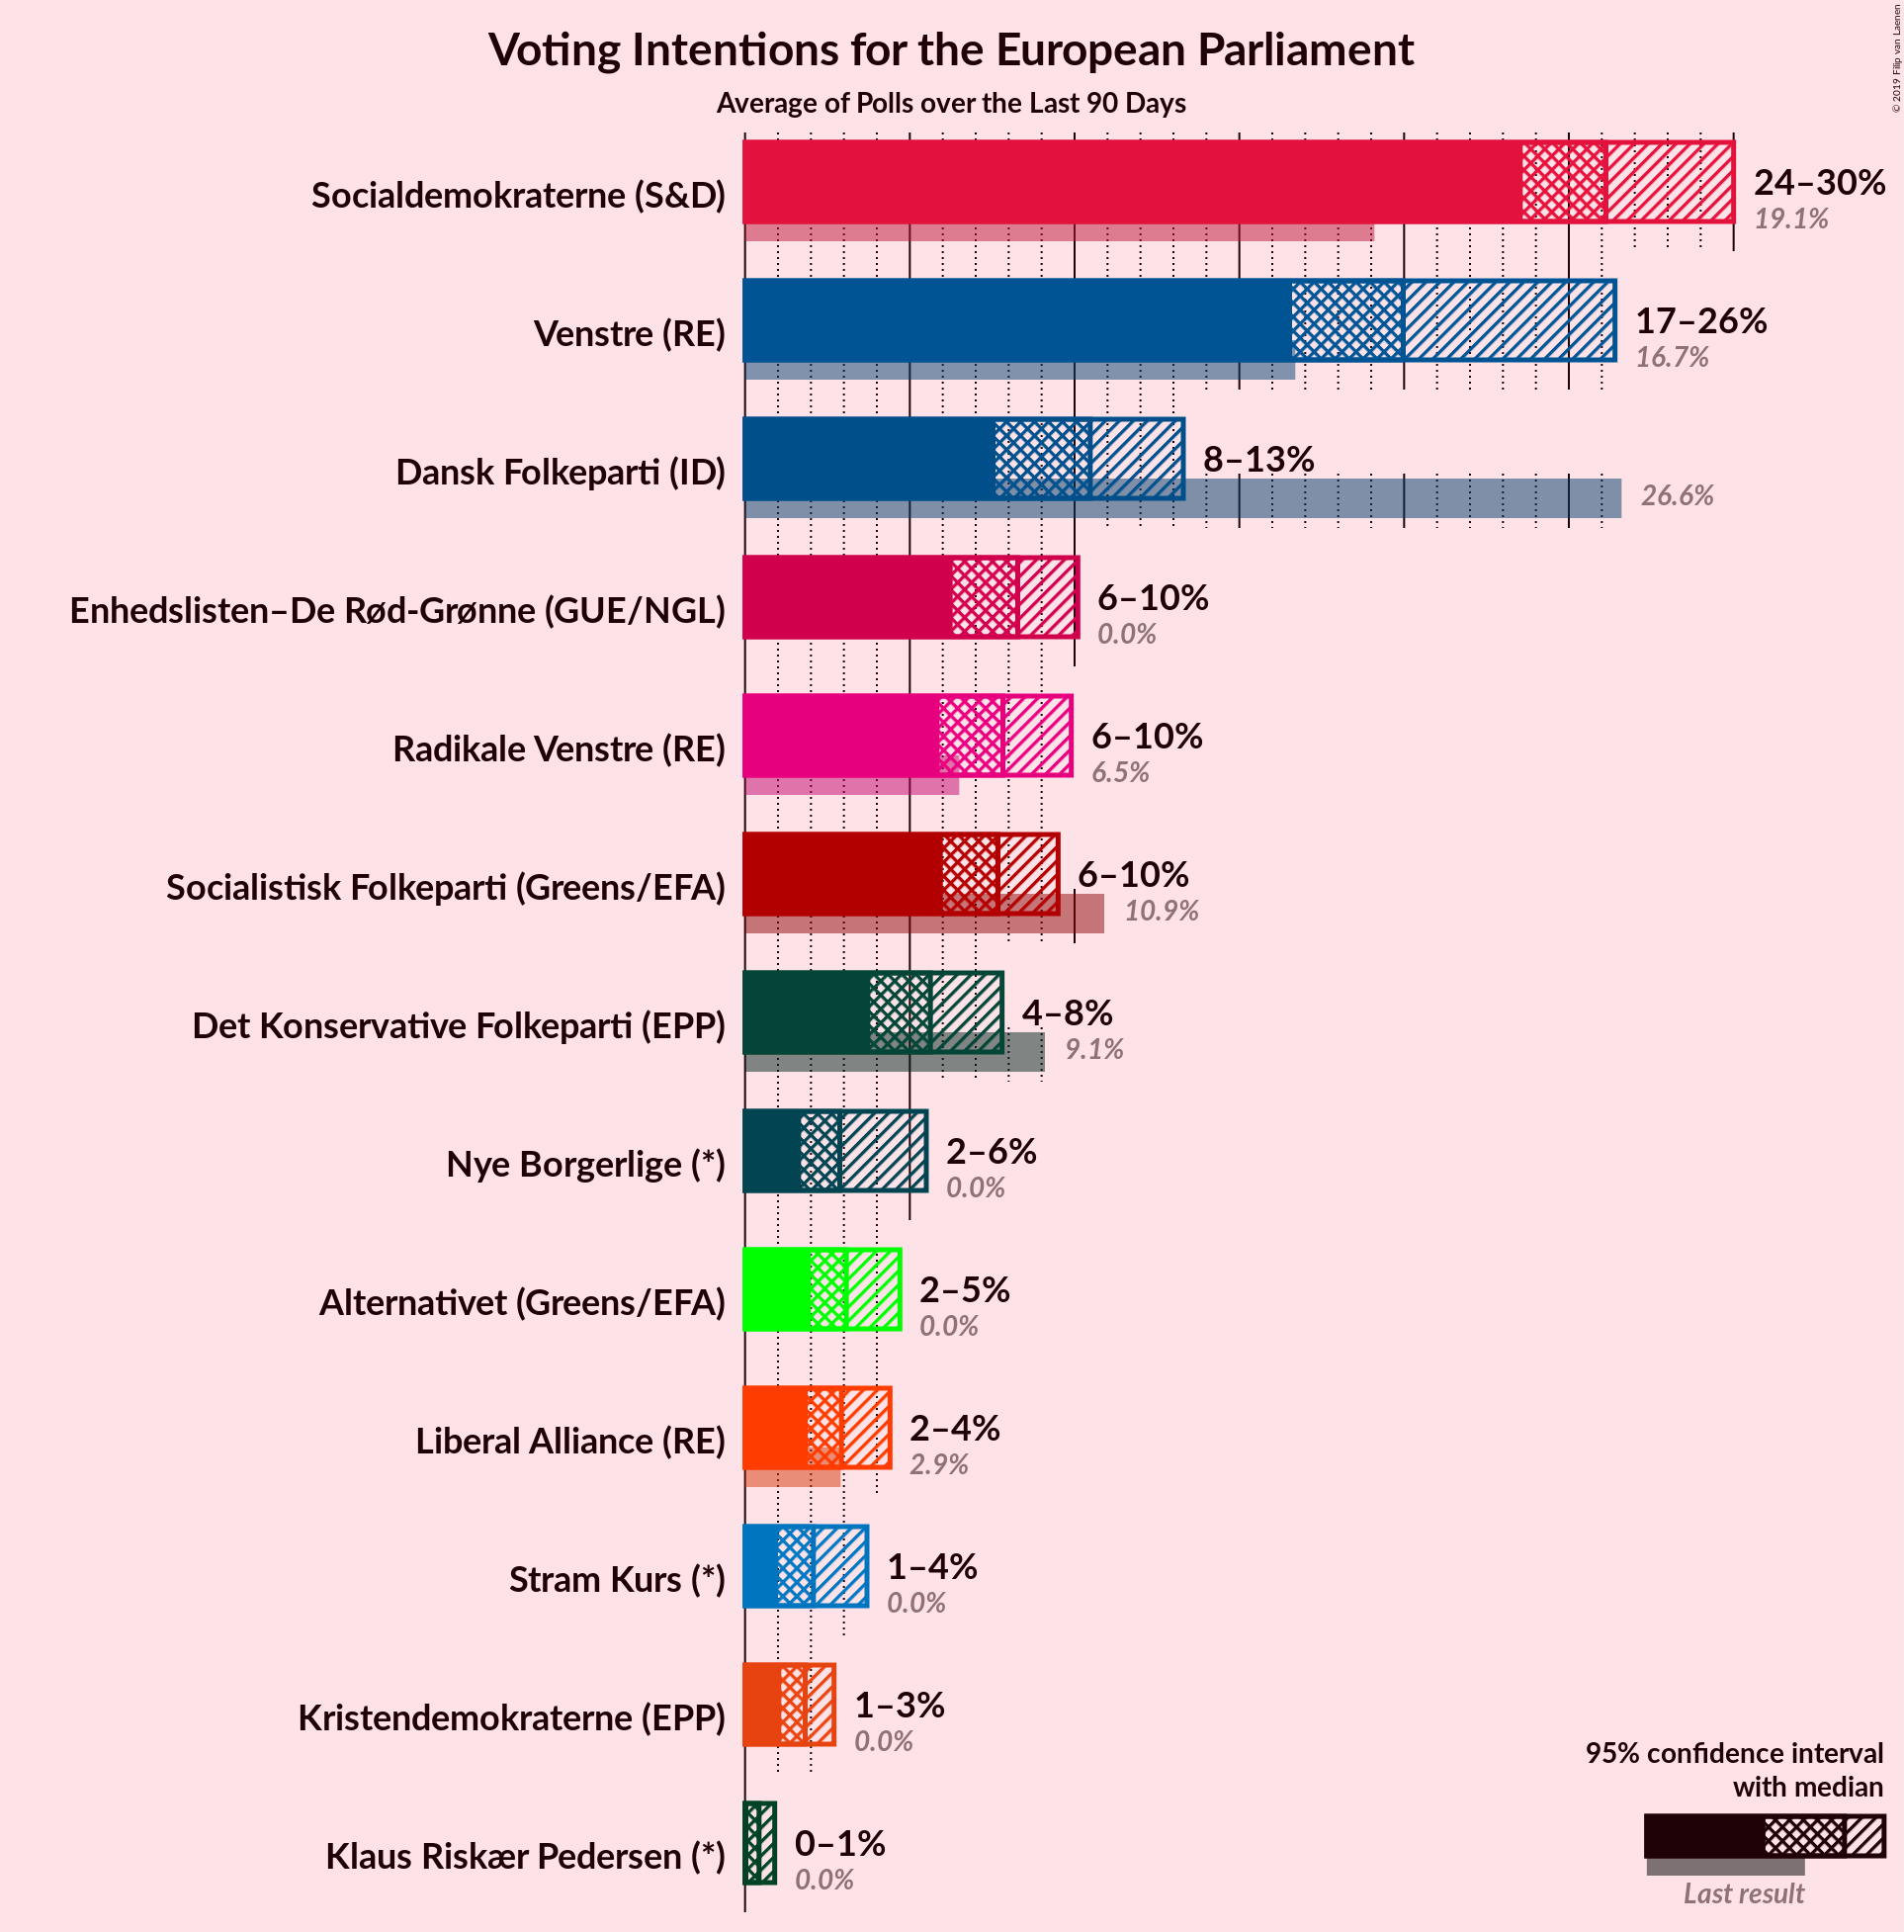 Voting Intentions for the European Parliament
Average of Polls over the Last 90 Days
© 2019 Filip van Laenen
Socialdemokraterne (S&D)
24–30%
19.1%
Venstre (RE)
17–26%
16.7%
Dansk Folkeparti (ID)
8–13%
26.6%
Enhedslisten–De Rød-Grønne (GUE/NGL)
6–10%
0.0%
Radikale Venstre (RE)
6–10%
6.5%
Socialistisk Folkeparti (Greens/EFA)
6–10%
10.9%
Det Konservative Folkeparti (EPP)
4–8%
9.1%
Nye Borgerlige (*)
2–6%
0.0%
Alternativet (Greens/EFA)
2–5%
0.0%
Liberal Alliance (RE)
2–4%
2.9%
Stram Kurs (*)
1–4%
0.0%
Kristendemokraterne (EPP)
1–3%
0.0%
Klaus Riskær Pedersen (*)
0–1%
0.0%
95% confidence interval
with median
Last result